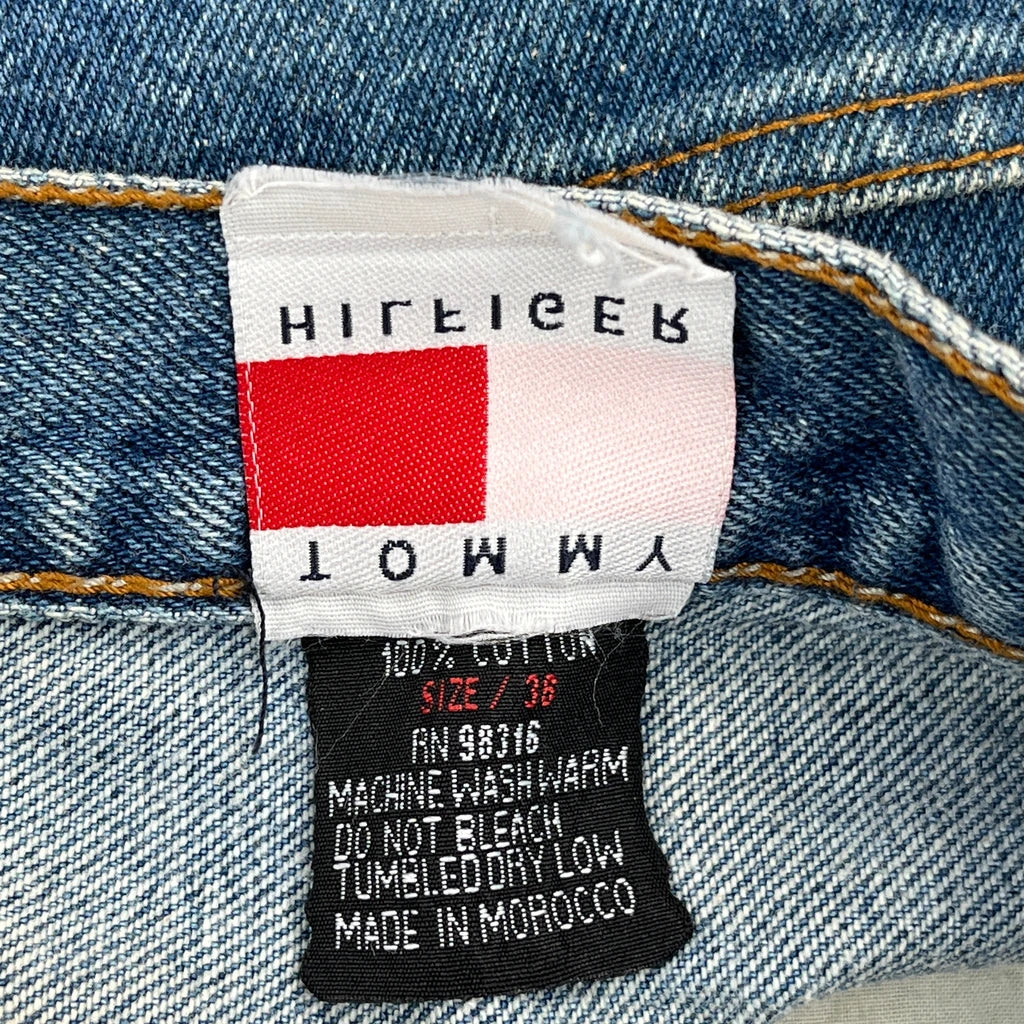 TOMMY
HILFIGER
100% COTTON
SIZE / 36
RN 98316
MACHINE WASH WARM
DO NOT BLEACH
TUMBLED DRY LOW
MADE IN MOROCCO